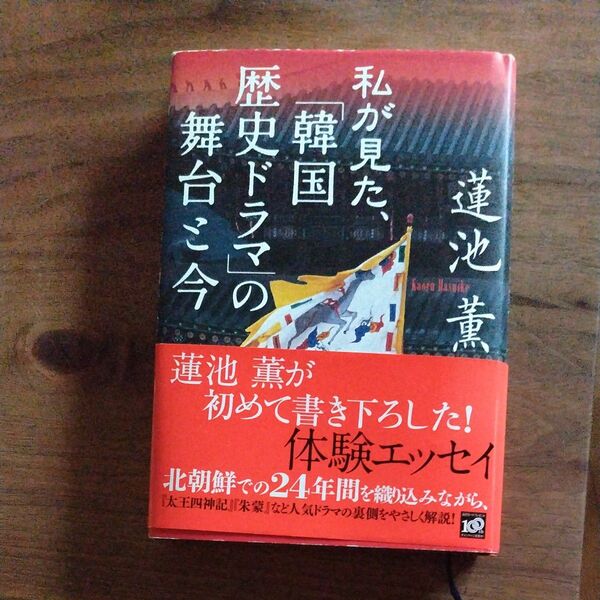 私が見た、
「韓国
歴史ドラマ」の
舞台と今
蓮池 薫
Kaoru Hasuike
蓮池 薫が
初めて書き下ろした!
体験エッセイ
北朝鮮での24年間を織り込みながら、
『太王四神記』『朱蒙』など人気ドラマの裏側をやさしく解説!
100